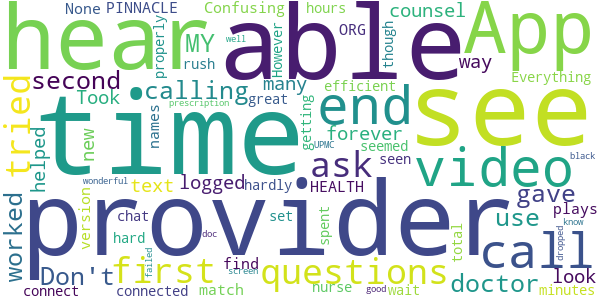 None PINNACLE Confusing hours counsel
hear able App
MY ORG
properly rush However well though
second way
Took calling many Everything
tried names great efficient
time end see
prescription
helped new forever
getting seemed
ask UPMC seen black
video
worked wonderful logged hardly HEALTH
text gave
provider use plays
version chat set spent call
Don't hard doc total find dropped know
first questions doctor look
failed screen nurse good wait minutes
connect connected match